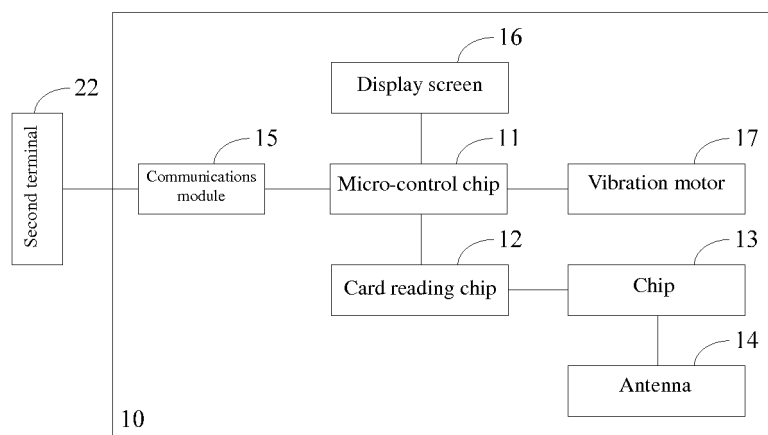 16
Display screen
22
Second terminal
15
Communications
module
11
Micro-control chip
17
Vibration motor
12
Card reading chip
13
Chip
14
Antenna
10